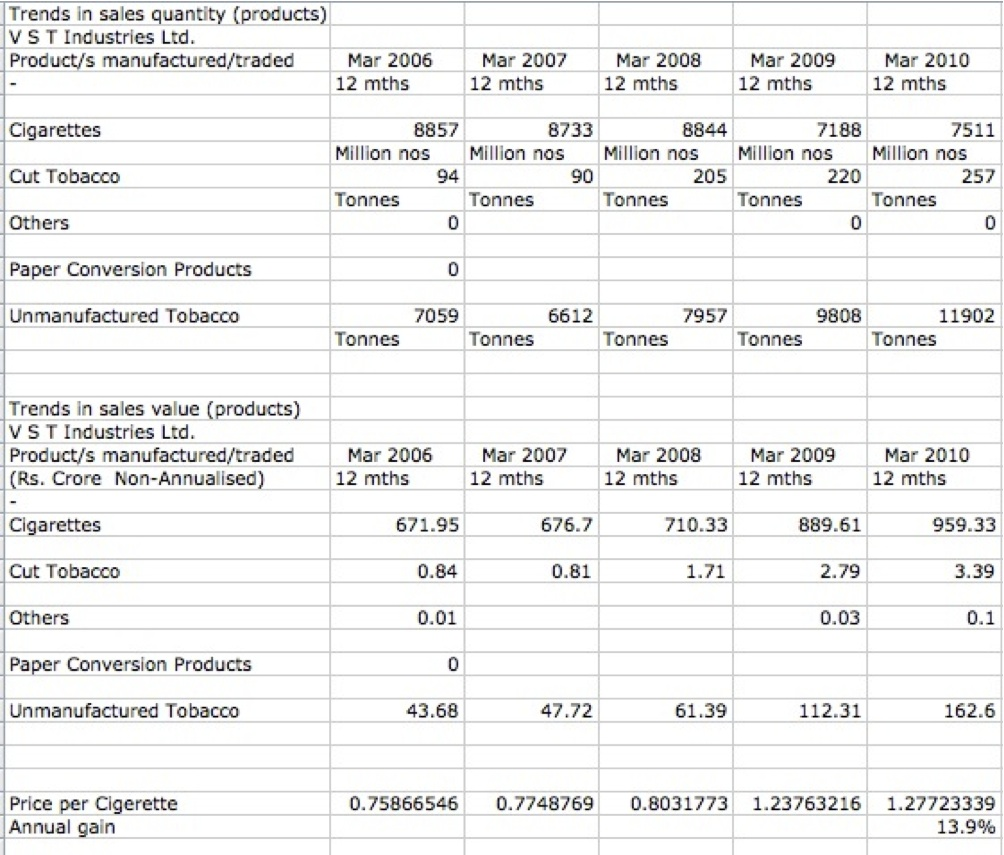 Trends in sales quantity (products)
V S T Industries Ltd.
Product/s manufactured/traded Mar 2006 Mar 2007 Mar 2008 Mar 2009 Mar 2010
- 12 mths 12 mths 12 mths 12 mths 12 mths
Cigarettes 8857 8733 8844 7188 7511
Million nos Million nos Million nos Million nos Million nos
Cut Tobacco 94 90 205 220 257
Tonnes Tonnes Tonnes Tonnes Tonnes
Others 0 0 0
Paper Conversion Products 0
Unmanufactured Tobacco 7059 6612 7957 9808 11902
Tonnes Tonnes Tonnes Tonnes Tonnes
Trends in sales value (products)
V S T Industries Ltd.
Product/s manufactured/traded Mar 2006 Mar 2007 Mar 2008 Mar 2009 Mar 2010
(Rs. Crore Non-Annualised) 12 mths 12 mths 12 mths 12 mths 12 mths
-
Cigarettes 671.95 676.7 710.33 889.61 959.33
Cut Tobacco 0.84 0.81 1.71 2.79 3.39
Others 0.01 0.03 0.1
Paper Conversion Products 0
Unmanufactured Tobacco 43.68 47.72 61.39 112.31 162.6
Price per Cigerette 0.75866546 0.7748769 0.8031773 1.23763216 1.27723339
Annual gain 13.9%